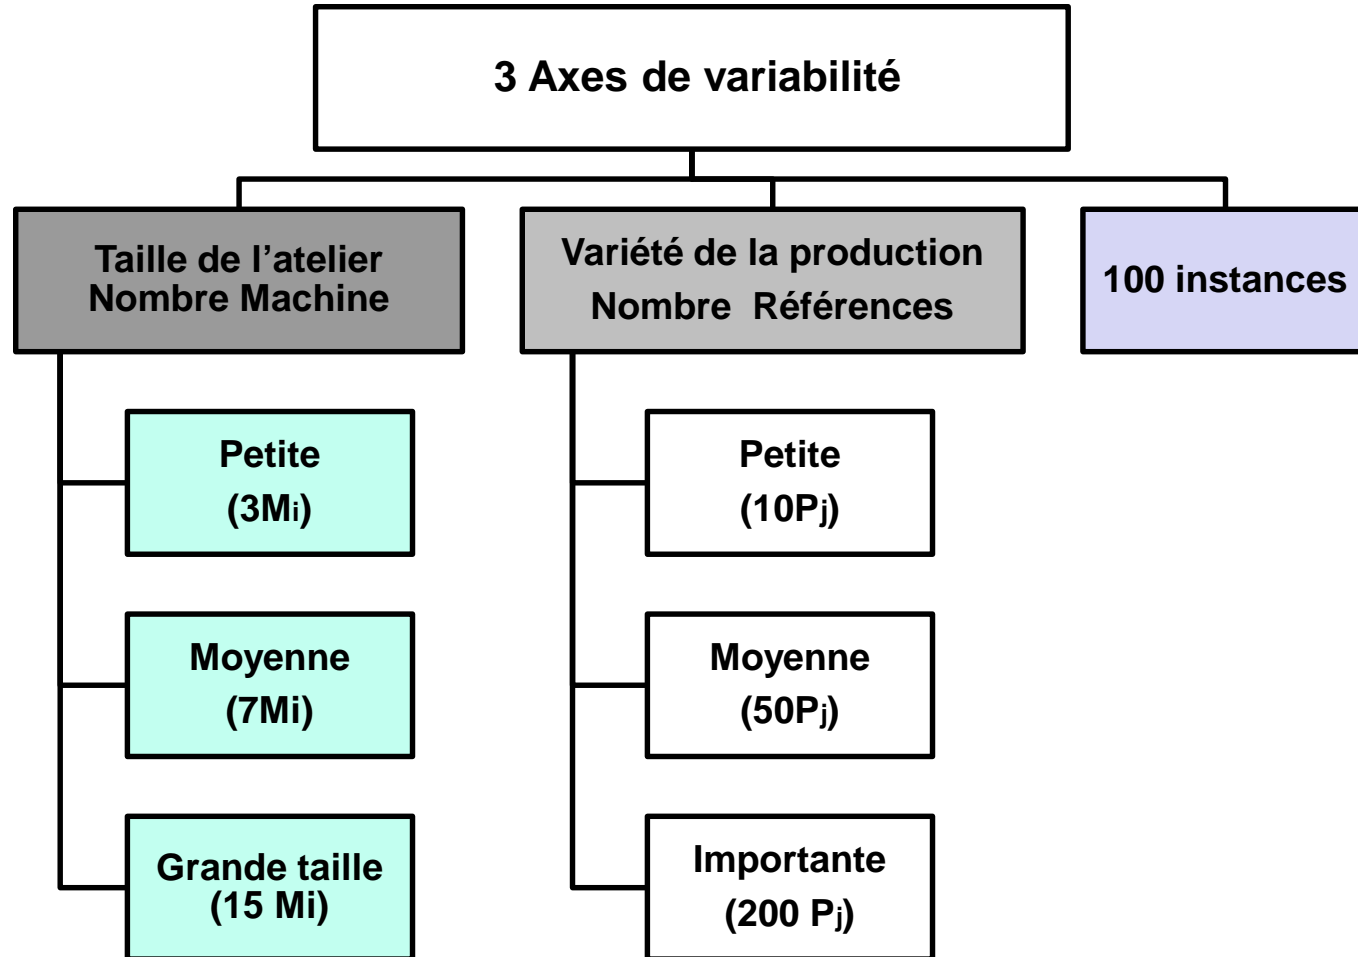 3 Axes de variabilité
Taille de l’atelier
Nombre Machine
Variété de la production
Nombre Références
100 instances
Petite
(3Mi)
Moyenne
(7Mi)
Grande taille
(15 Mi)
Petite
(10Pj)
Moyenne
(50Pj)
Importante
(200 Pj)